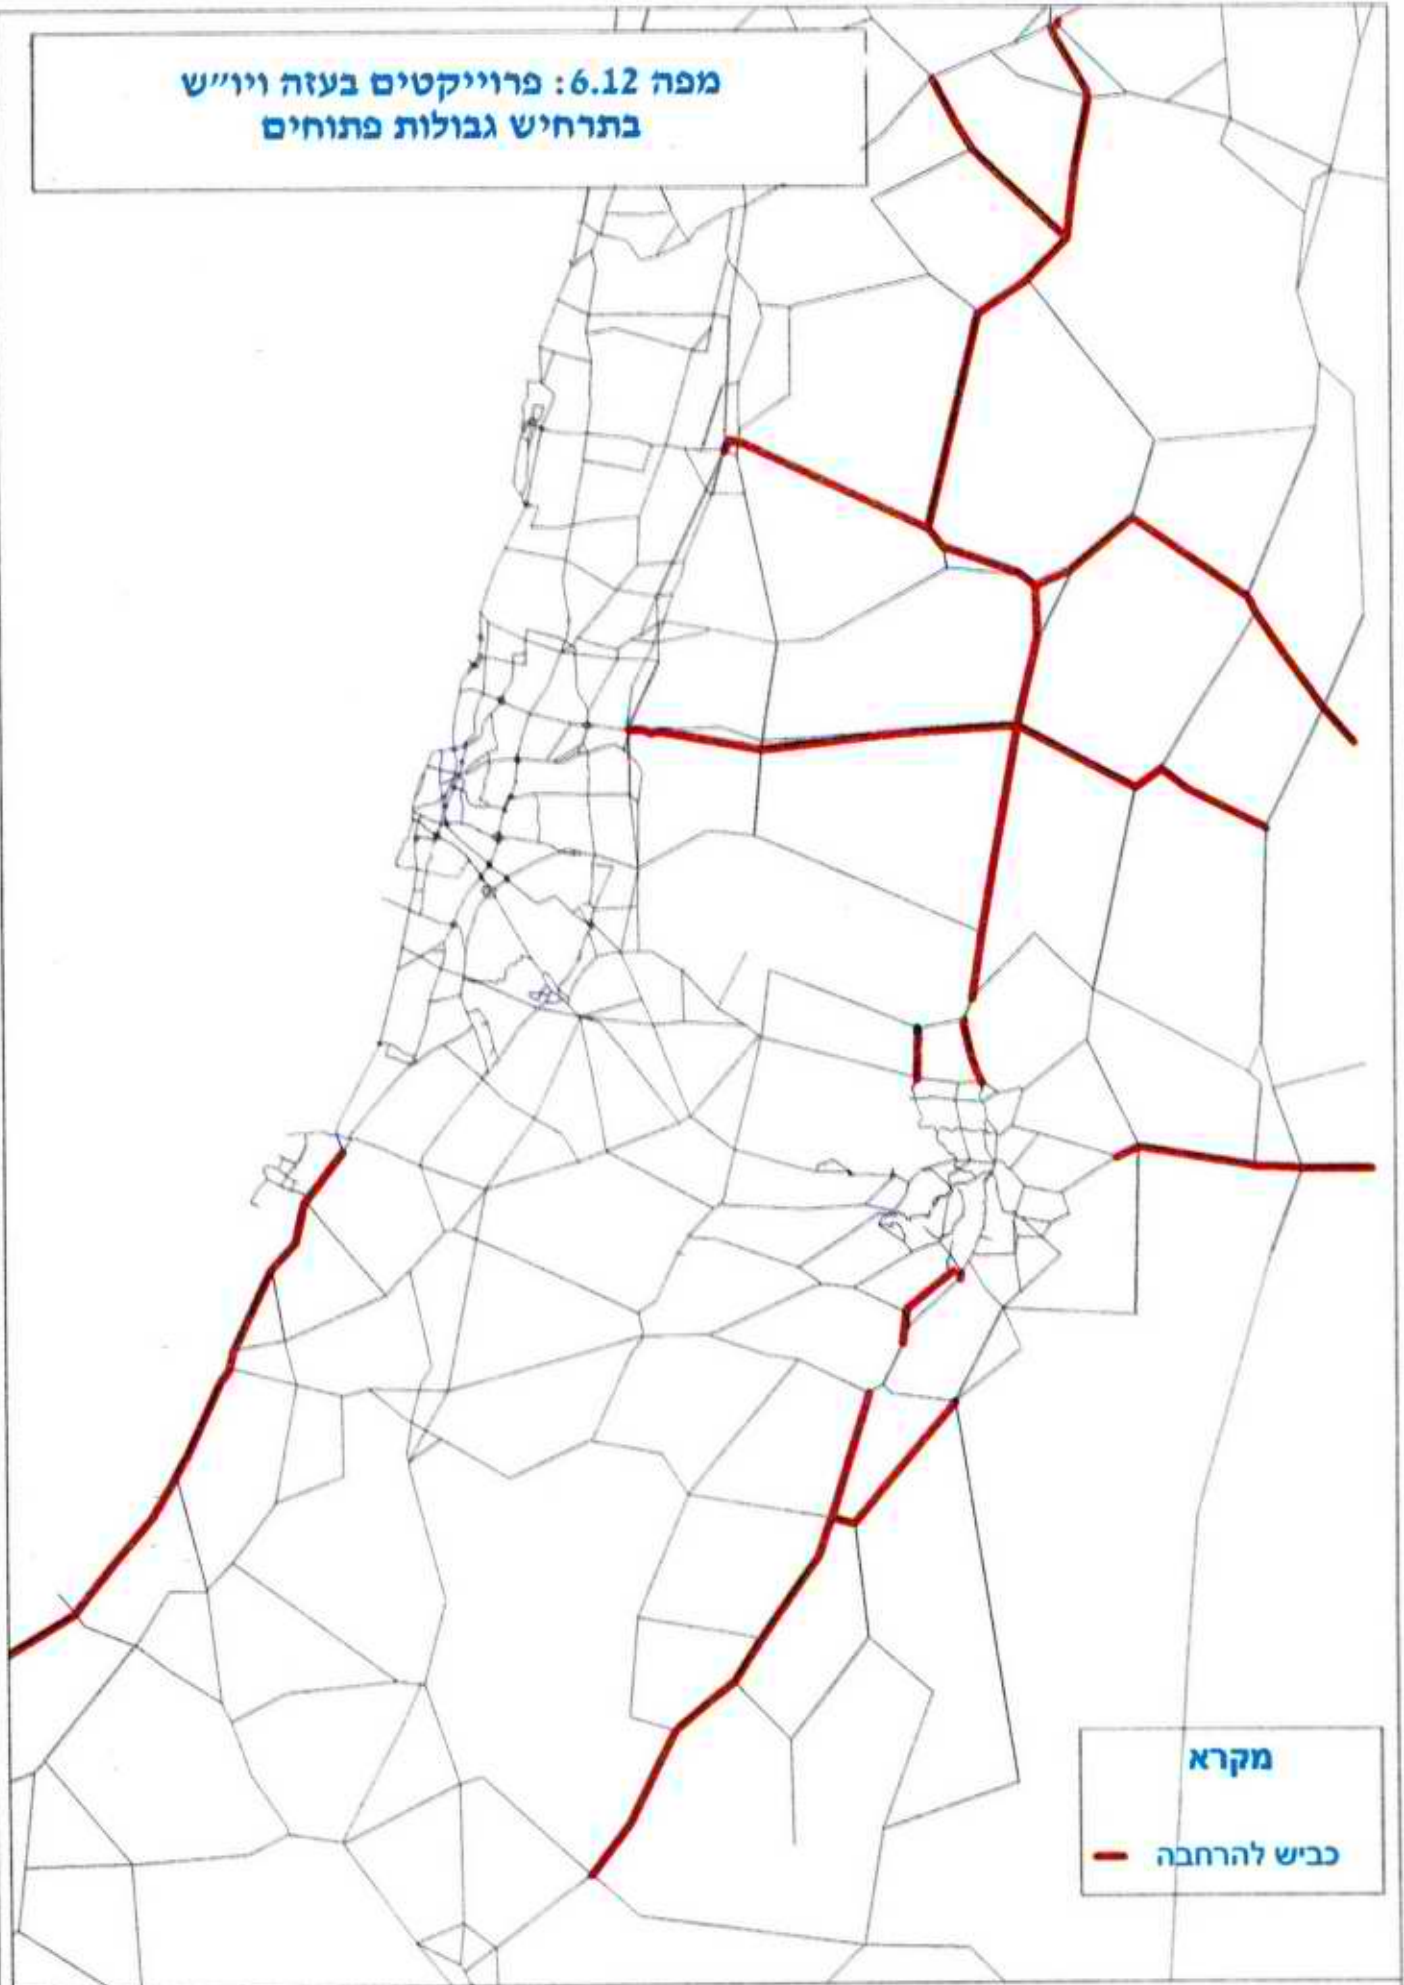 מפה 6.12: פרוייקטים בעזה ויו״ש
בתרחיש גבולות פתוחים
מקרא
כביש להרחבה